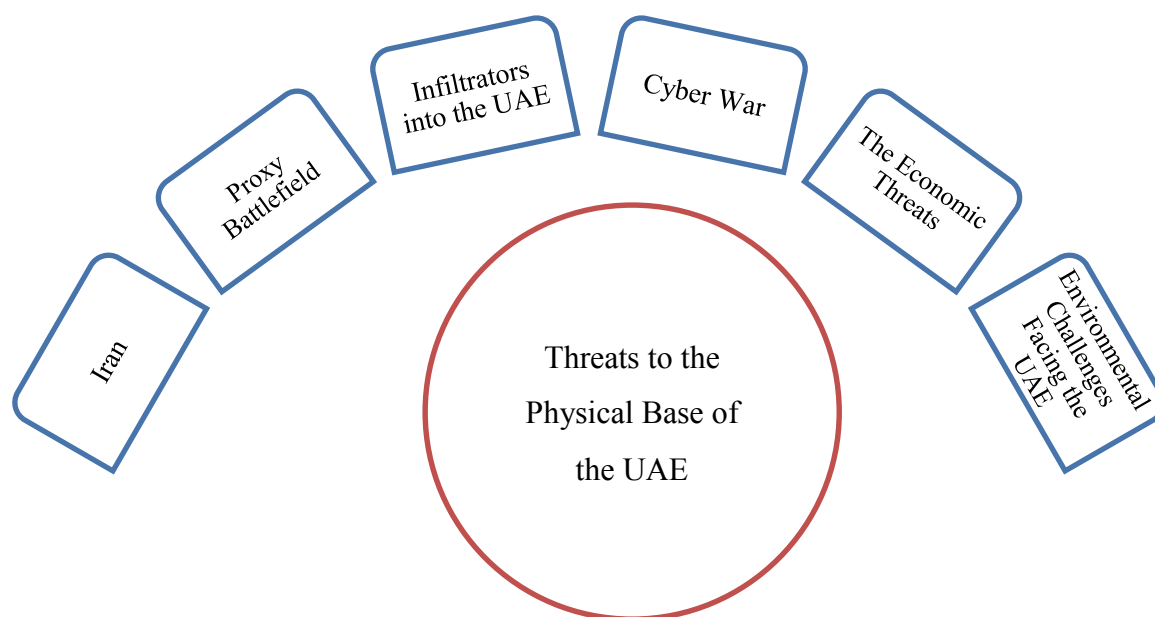 Iran
Proxy
Battlefield
Infiltrators
into the UAE
Cyber War
The Economic
Threats
Environmental
Challenges
Facing the
UAE
Threats to the
Physical Base of
the UAE